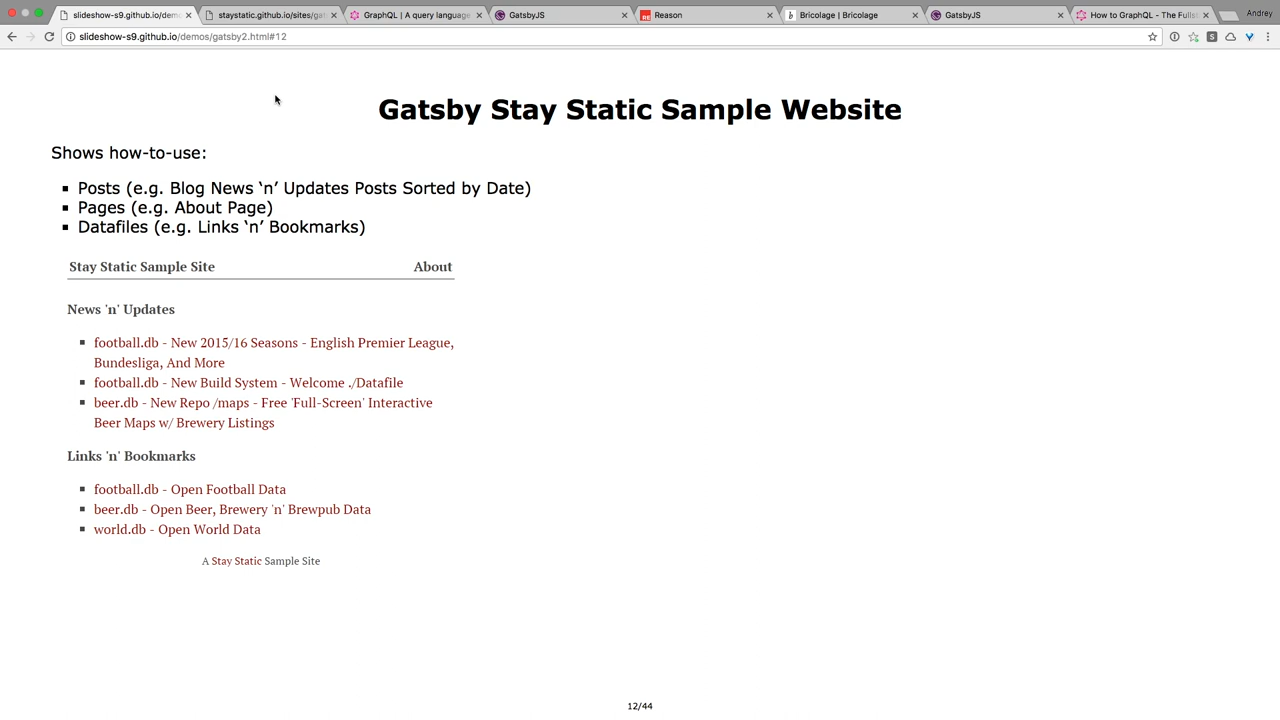 slideshow-s9.github.io/demo
staystatic.github.io/sites/gat
GraphQL | A query language
GatsbyJS
Reason
Bricolage | Bricolage
GatsbyJS
How to GraphQL - The Fulls
Andrey
slideshow-s9.github.io/demos/gatsby2.html#12
Gatsby Stay Static Sample Website
Shows how-to-use:
Posts (e.g. Blog News ‘n’ Updates Posts Sorted by Date)
Pages (e.g. About Page)
Datafiles (e.g. Links ‘n’ Bookmarks)
Stay Static Sample Site About
News 'n' Updates
football.db - New 2015/16 Seasons - English Premier League,
Bundesliga, And More
football.db - New Build System - Welcome ./Datafile
beer.db - New Repo /maps - Free 'Full-Screen' Interactive
Beer Maps w/ Brewery Listings
Links 'n' Bookmarks
football.db - Open Football Data
beer.db - Open Beer, Brewery 'n' Brewpub Data
world.db - Open World Data
A Stay Static Sample Site
12/44